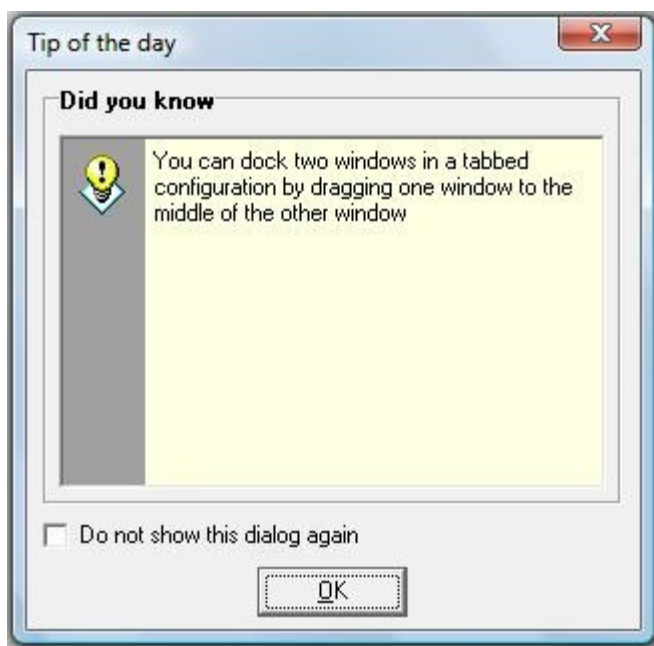 Tip of the day
Did you know
You can dock two windows in a tabbed
configuration by dragging one window to the
middle of the other window
Do not show this dialog again
OK